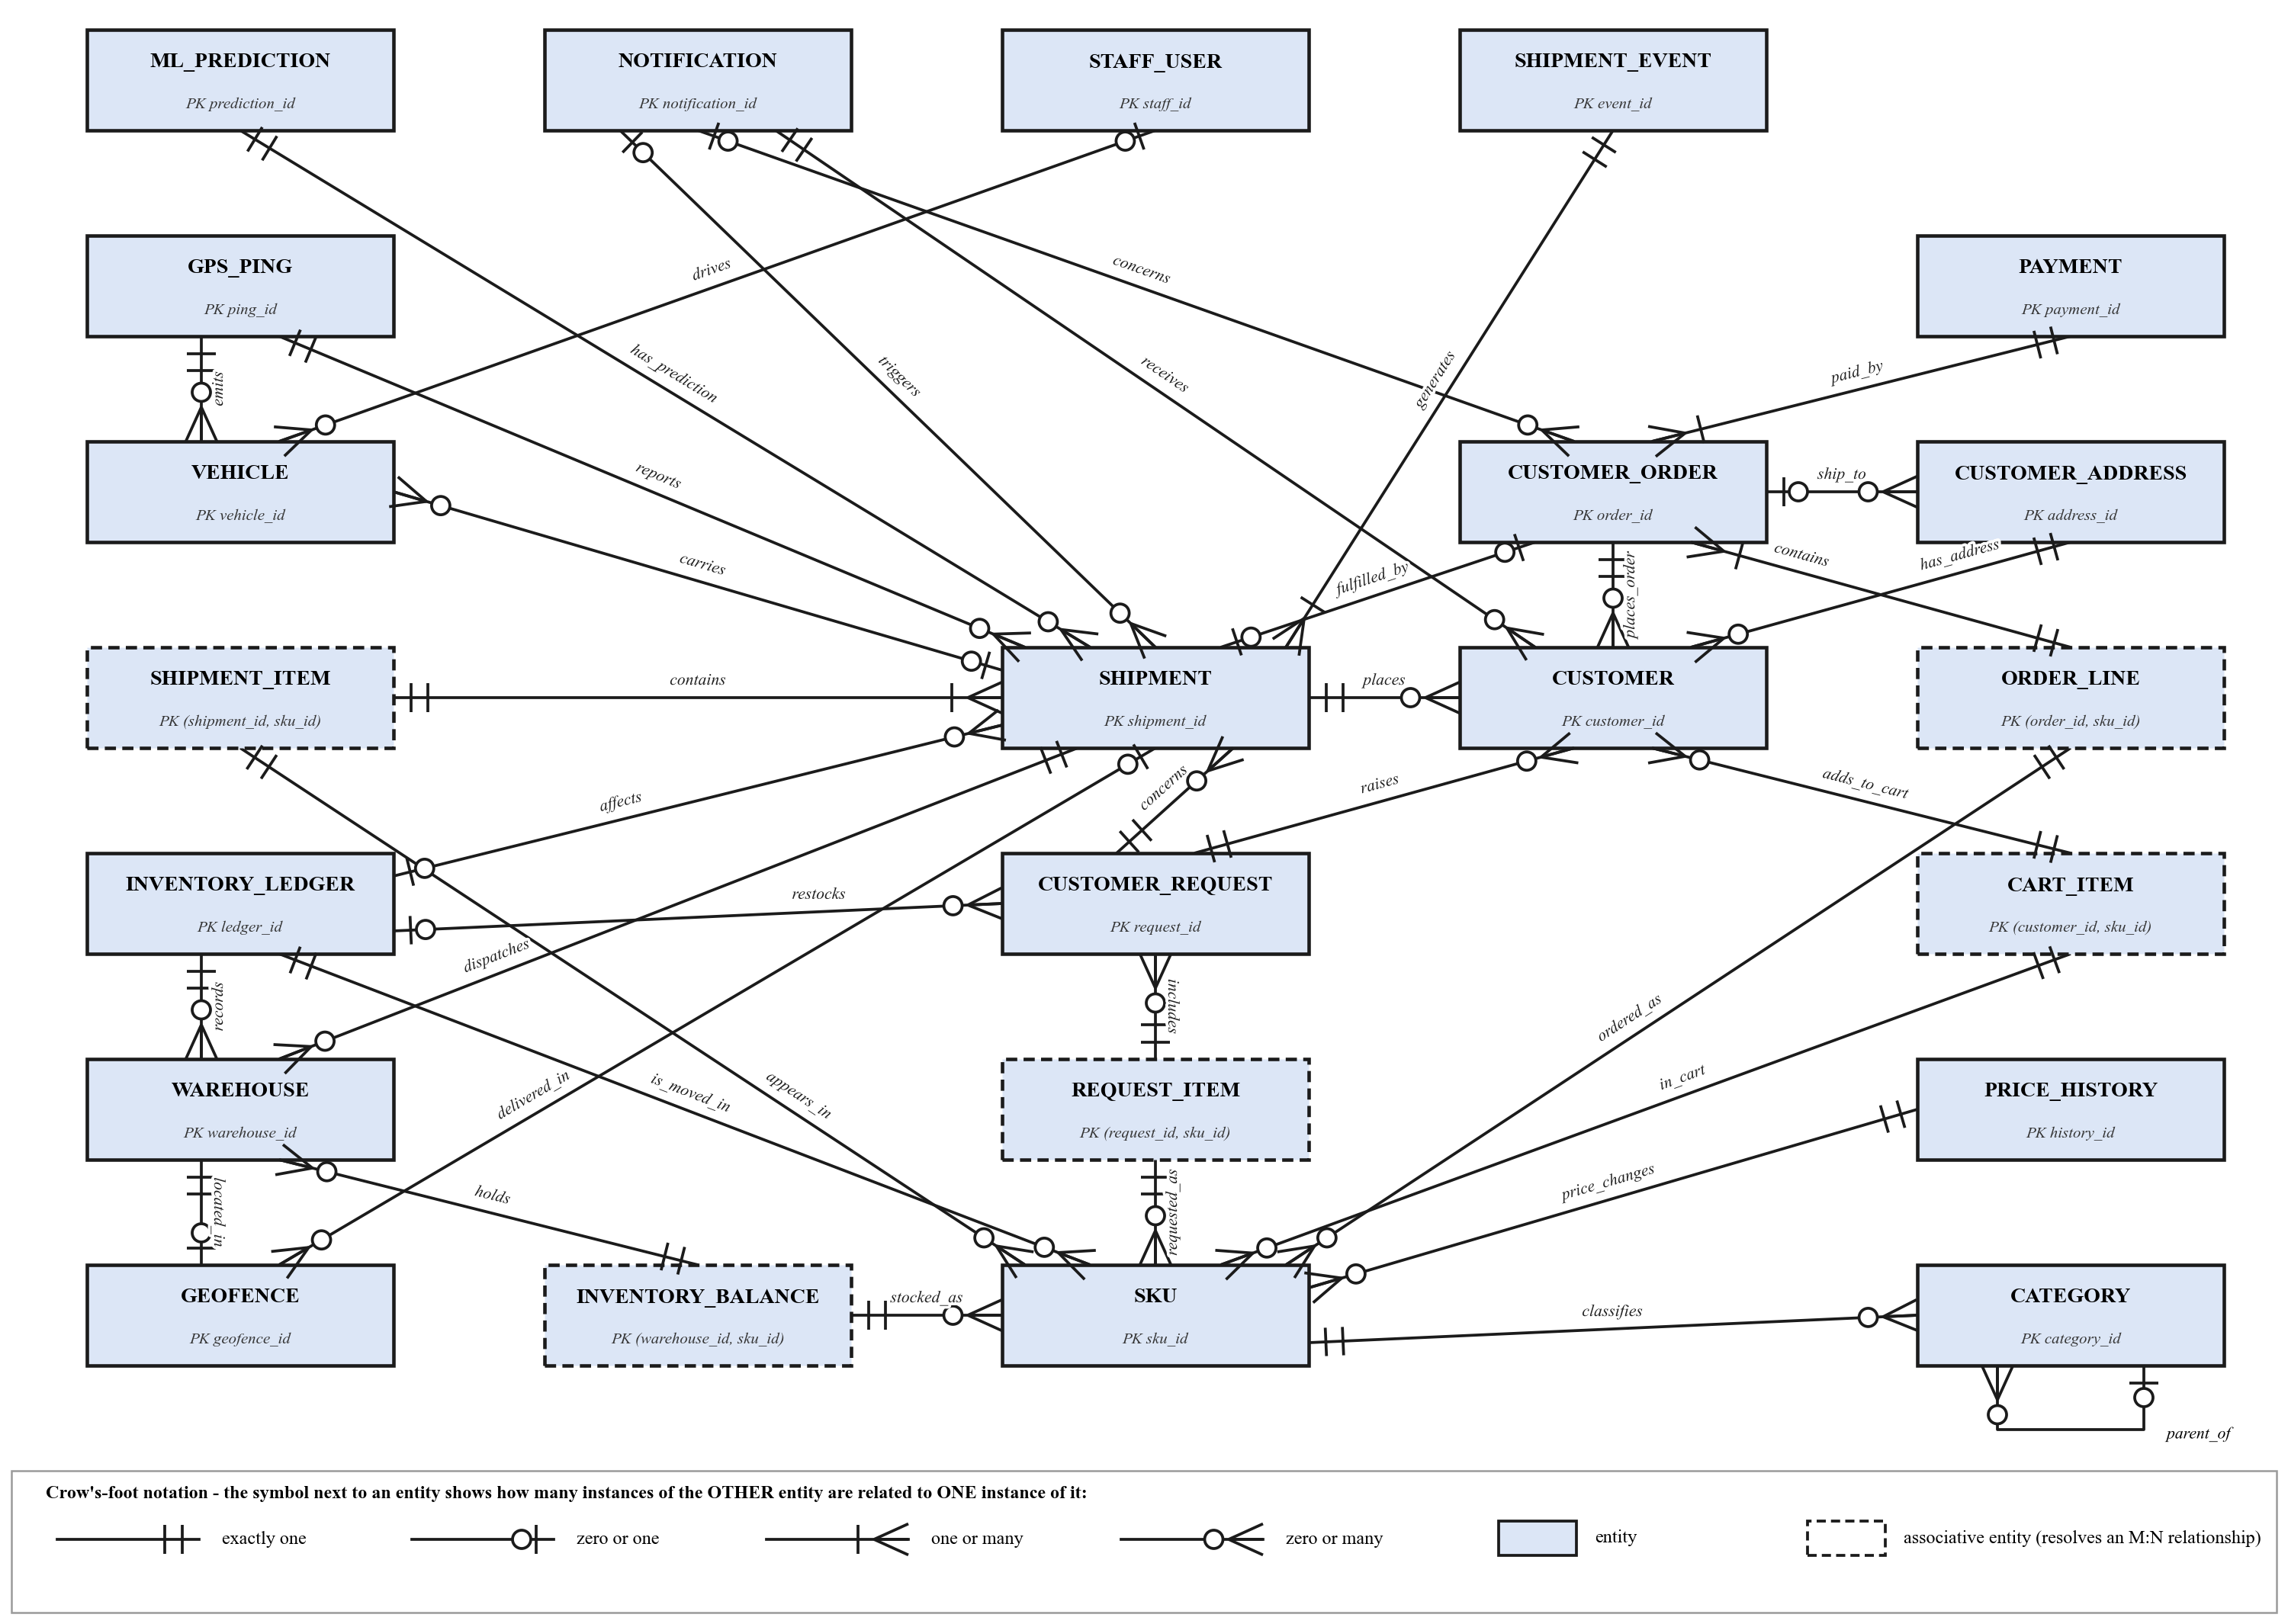 ML_PREDICTION
PK prediction_id
NOTIFICATION
PK notification_id
STAFF_USER
PK staff_id
SHIPMENT_EVENT
PK event_id
GPS_PING
PK ping_id
drives
concerns
PAYMENT
PK payment_id
emits
has_prediction
triggers
receives
generates
paid_by
VEHICLE
PK vehicle_id
reports
CUSTOMER_ORDER
PK order_id
ship_to
CUSTOMER_ADDRESS
PK address_id
carries
fulfilled_by
places_order
contains
has_address
SHIPMENT_ITEM
PK (shipment_id, sku_id)
contains
SHIPMENT
PK shipment_id
places
CUSTOMER
PK customer_id
ORDER_LINE
PK (order_id, sku_id)
affects
concerns
raises
adds_to_cart
INVENTORY_LEDGER
PK ledger_id
restocks
CUSTOMER_REQUEST
PK request_id
CART_ITEM
PK (customer_id, sku_id)
records
dispatches
includes
ordered_as
WAREHOUSE
PK warehouse_id
delivered_in
is_moved_in
appears_in
REQUEST_ITEM
PK (request_id, sku_id)
in_cart
PRICE_HISTORY
PK history_id
located_in
holds
requested_as
price_changes
GEOFENCE
PK geofence_id
INVENTORY_BALANCE
PK (warehouse_id, sku_id)
stocked_as
SKU
PK sku_id
classifies
CATEGORY
PK category_id
parent_of
Crow's-foot notation - the symbol next to an entity shows how many instances of the OTHER entity are related to ONE instance of it:
exactly one
zero or one
one or many
zero or many
entity
associative entity (resolves an M:N relationship)